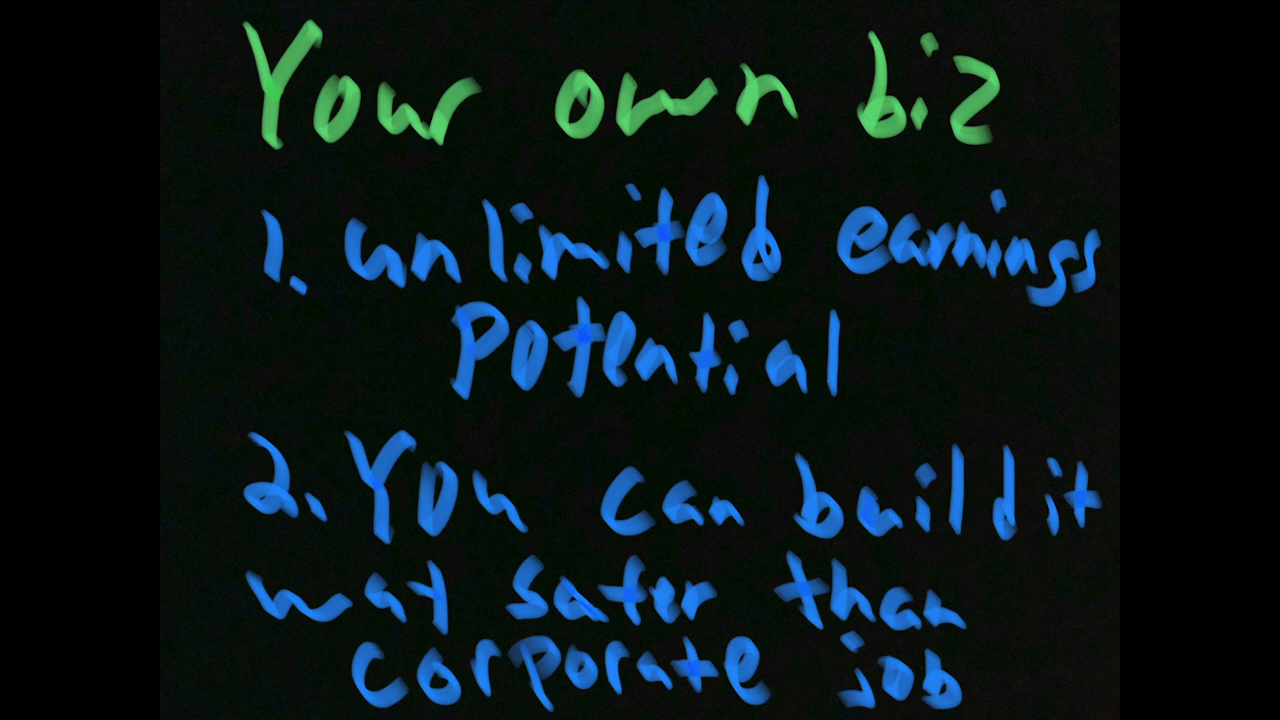 Your own biz
1. unlimited earnings
Potential
2. You can build it
way safer than
corporate job